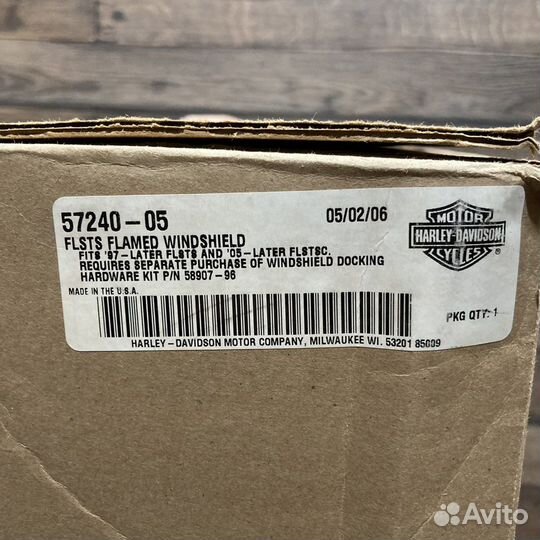 57240-05
05/02/06
FLSTS FLAMED WINDSHIELD
FITS '97-LATER FLSTS AND '05-LATER FLSTSC.
REQUIRES SEPARATE PURCHASE OF WINDSHIELD DOCKING
HARDWARE KIT P/N 58907-96
MADE IN THE U.S.A.
HARLEY-DAVIDSON MOTOR COMPANY, MILWAUKEE WI. 53201 85609
MOTOR
HARLEY-DAVIDSON
CYCLES
®
PKG QTY: 1
Avito